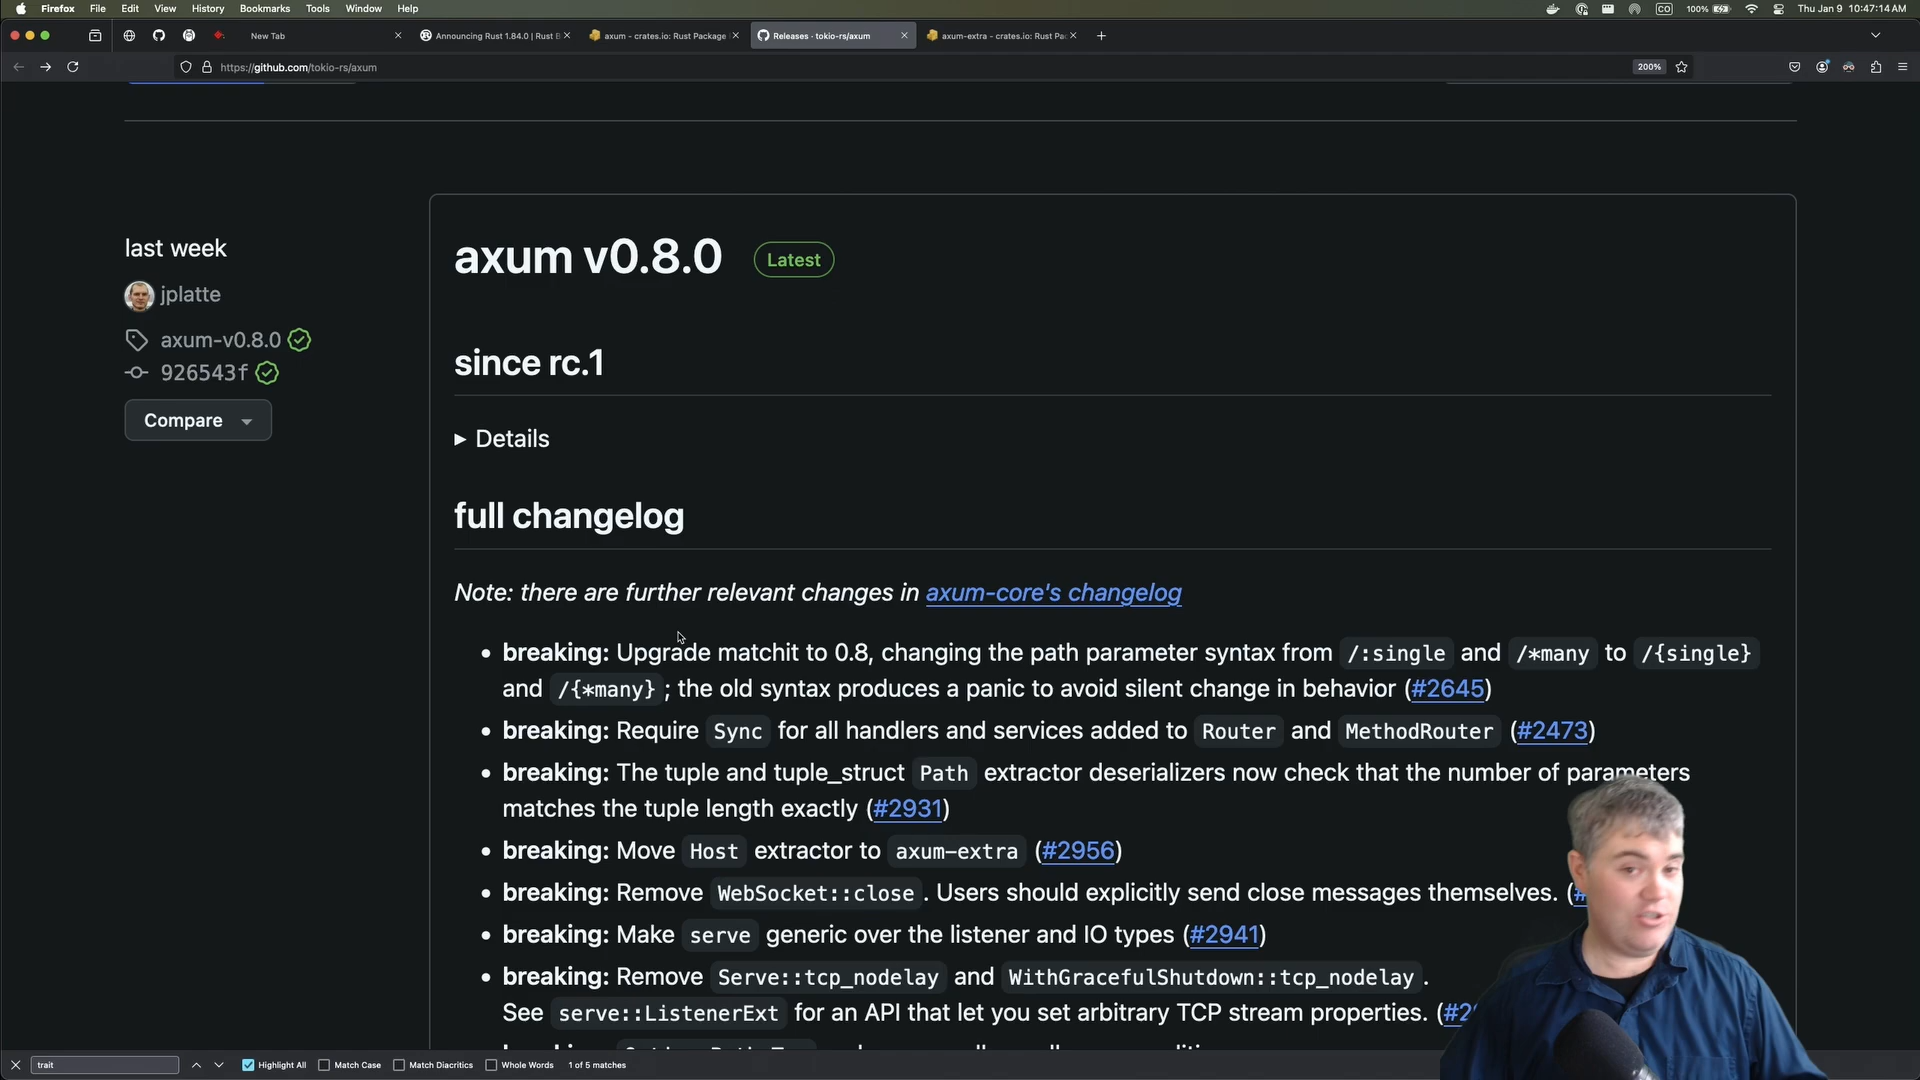 Firefox File Edit View History Bookmarks Tools Window Help 100% Thu Jan 9 10:47:14 AM
New Tab Announcing Rust 1.84.0 | Rust B axum - crates.io: Rust Package Releases · tokio-rs/axum axum-extra - crates.io: Rust Pac
https://github.com/tokio-rs/axum 200%
last week
jplatte
axum-v0.8.0
926543f
Compare
axum v0.8.0 Latest
since rc.1
Details
full changelog
Note: there are further relevant changes in axum-core's changelog
breaking: Upgrade matchit to 0.8, changing the path parameter syntax from /:single and /*many to /{single}
and /{*many}; the old syntax produces a panic to avoid silent change in behavior (#2645)
breaking: Require Sync for all handlers and services added to Router and MethodRouter (#2473)
breaking: The tuple and tuple_struct Path extractor deserializers now check that the number of parameters
matches the tuple length exactly (#2931)
breaking: Move Host extractor to axum-extra (#2956)
breaking: Remove WebSocket::close. Users should explicitly send close messages themselves. (#
breaking: Make serve generic over the listener and IO types (#2941)
breaking: Remove Serve::tcp_nodelay and WithGracefulShutdown::tcp_nodelay.
See serve::ListenerExt for an API that let you set arbitrary TCP stream properties. (#2
trait Highlight All Match Case Match Diacritics Whole Words 1 of 5 matches